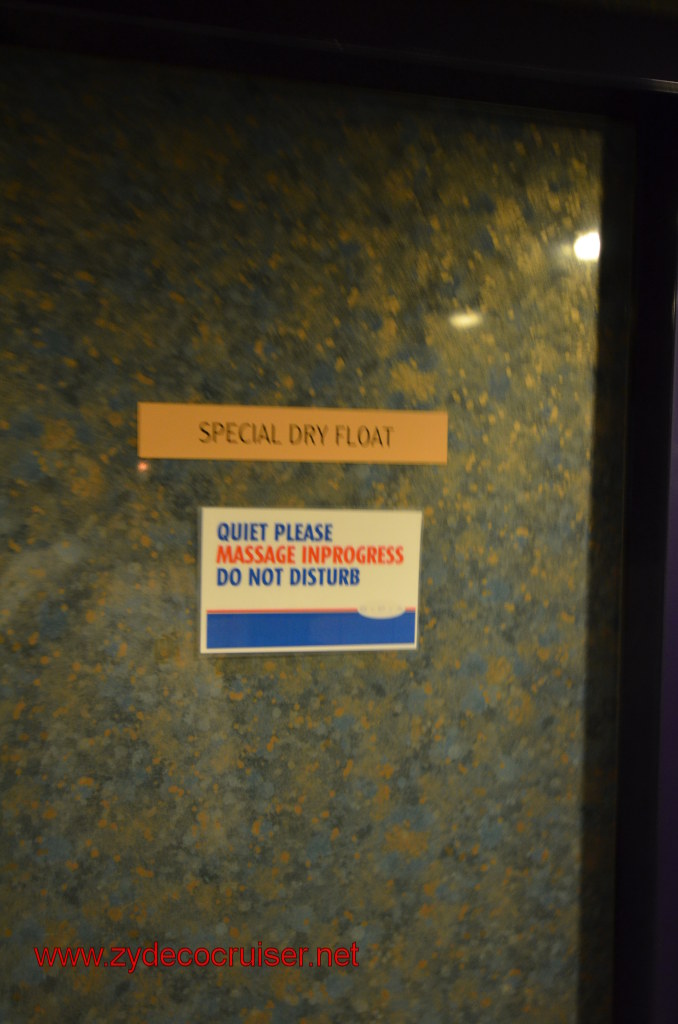 SPECIAL DRY FLOAT
QUIET PLEASE
MASSAGE INPROGRESS
DO NOT DISTURB
www.zydecocruiser.net